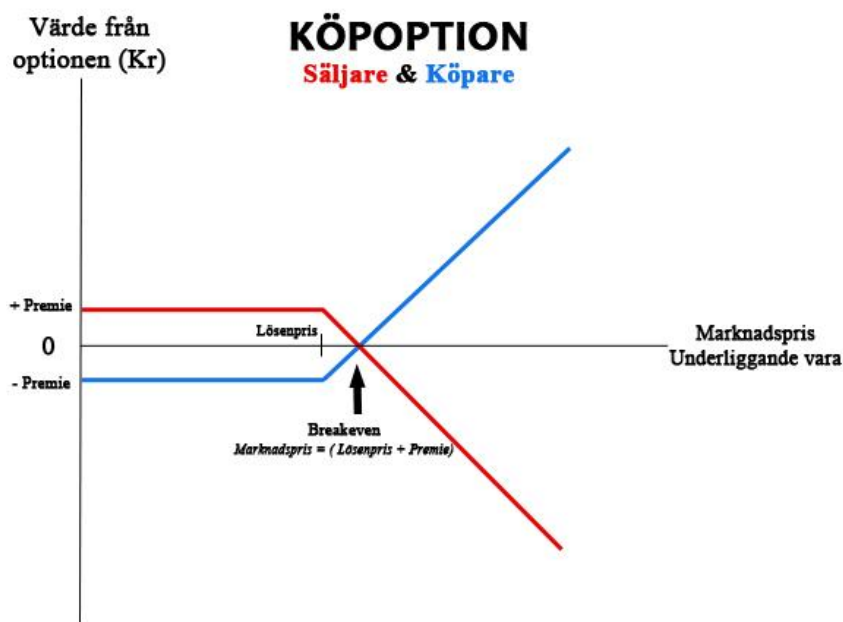 Värde från
optionen (Kr)
KÖPOPTION
Säljare & Köpare
+ Premie
Lösenpris
0
Marknadspris
Underliggande vara
- Premie
Breakeven
Marknadspris = ( Lösenpris + Premie)